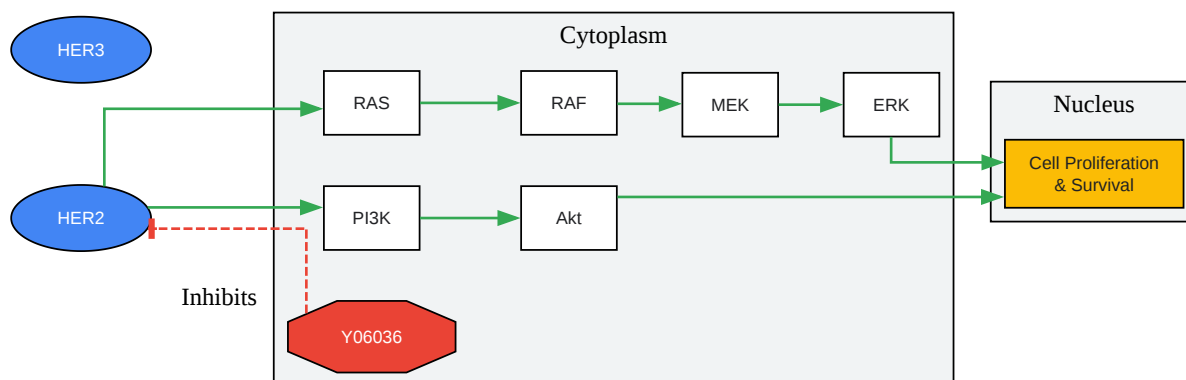 HER3
Cytoplasm
RAS
RAF
MEK
ERK
Nucleus
Cell Proliferation
& Survival
HER2
PI3K
Akt
Inhibits
Y06036